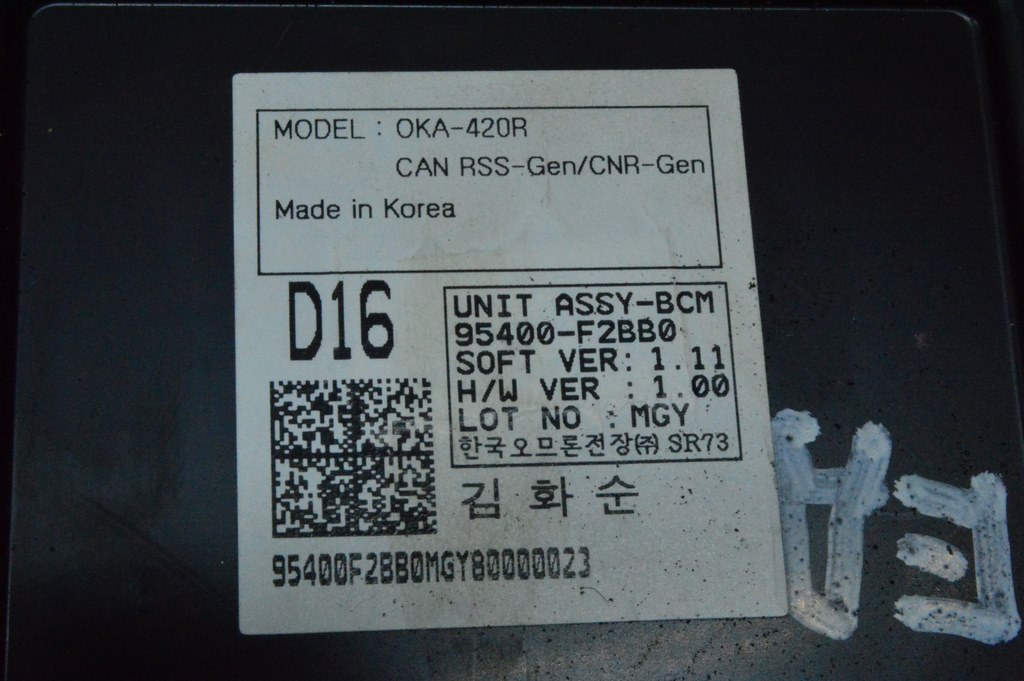 MODEL : OKA-420R
CAN RSS-Gen/CNR-Gen
Made in Korea
D16
UNIT ASSY-BCM
95400-F2BB0
SOFT VER: 1.11
H/W VER : 1.00
LOT NO : MGY
한국오므론전장㈜ SR73
김 화 순
95400F2BB0MGY80000023